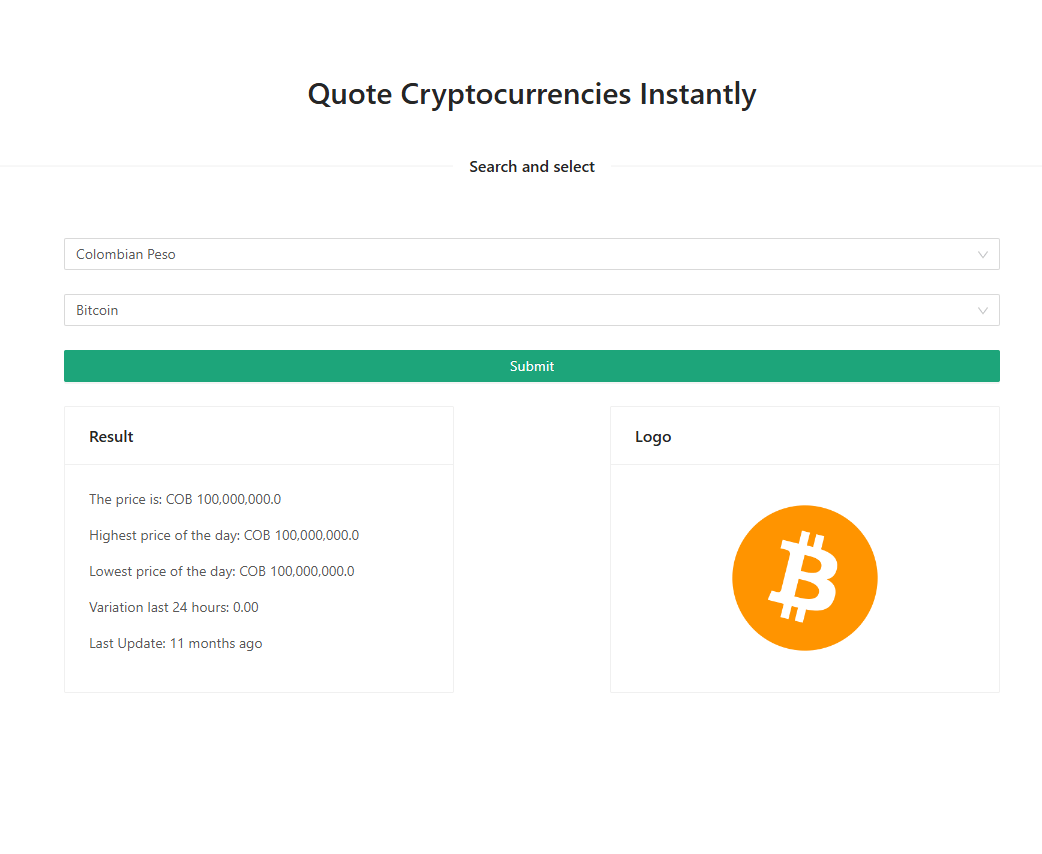 Quote Cryptocurrencies Instantly
Search and select
Colombian Peso
Bitcoin
Submit
Result
The price is: COB 100,000,000.0
Highest price of the day: COB 100,000,000.0
Lowest price of the day: COB 100,000,000.0
Variation last 24 hours: 0.00
Last Update: 11 months ago
Logo